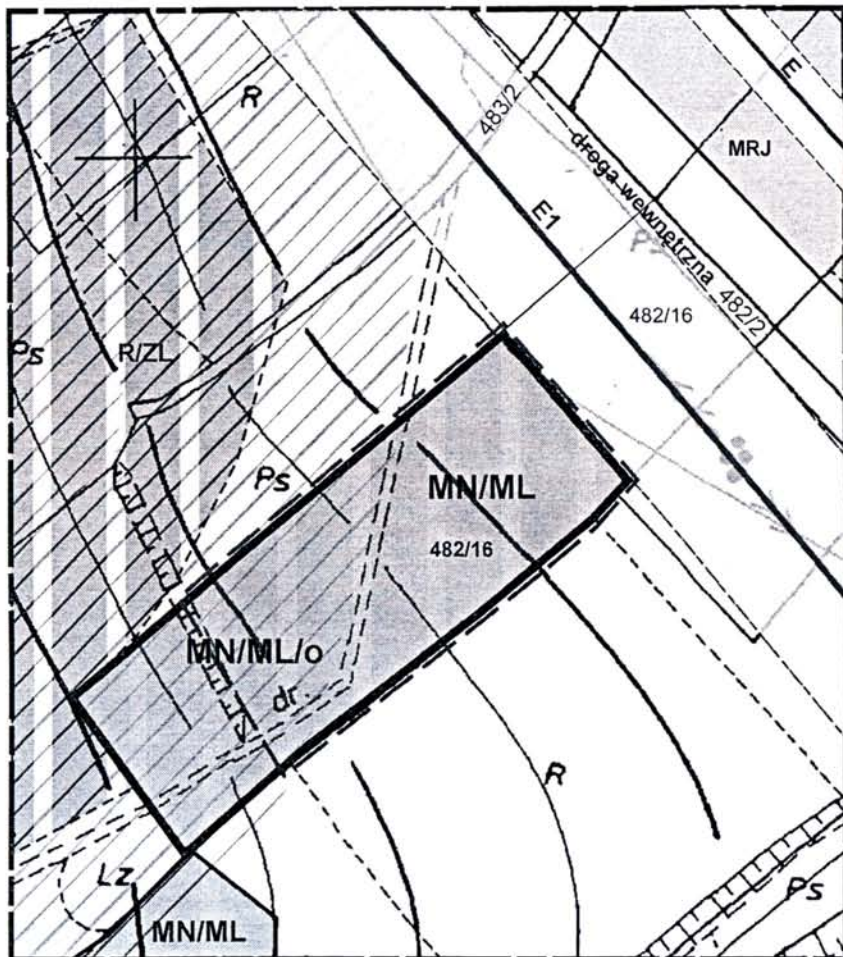 R
483/2
E
MRJ
droga wewnętrzna 482/2
E1
Ps
482/16
Ps
R/ZL
Ps
MN/ML
482/16
MN/ML/o
dr.
R
Lz
Ps
MN/ML